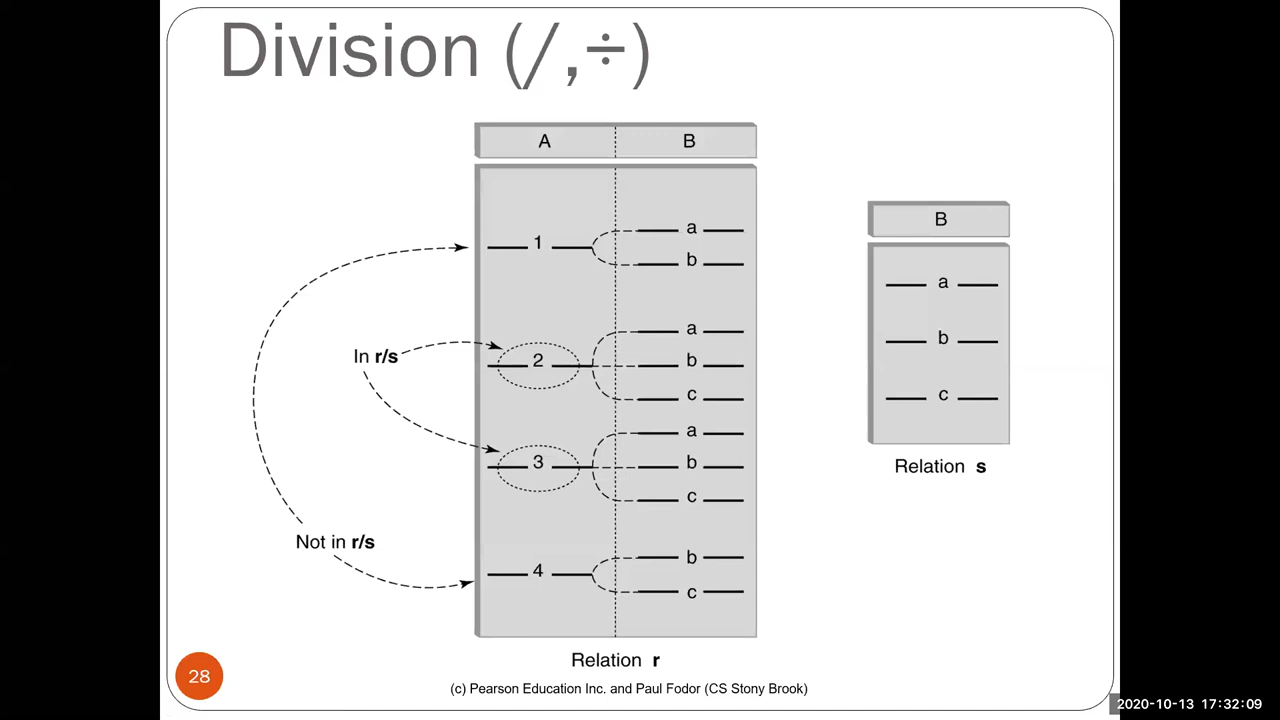 Division (/,÷)
A B
1 a
b
In r/s 2 a
b
c
3 a
b
c
Not in r/s 4 b
c
Relation r
B
a
b
c
Relation s
28
(c) Pearson Education Inc. and Paul Fodor (CS Stony Brook)
2020-10-13 17:32:09